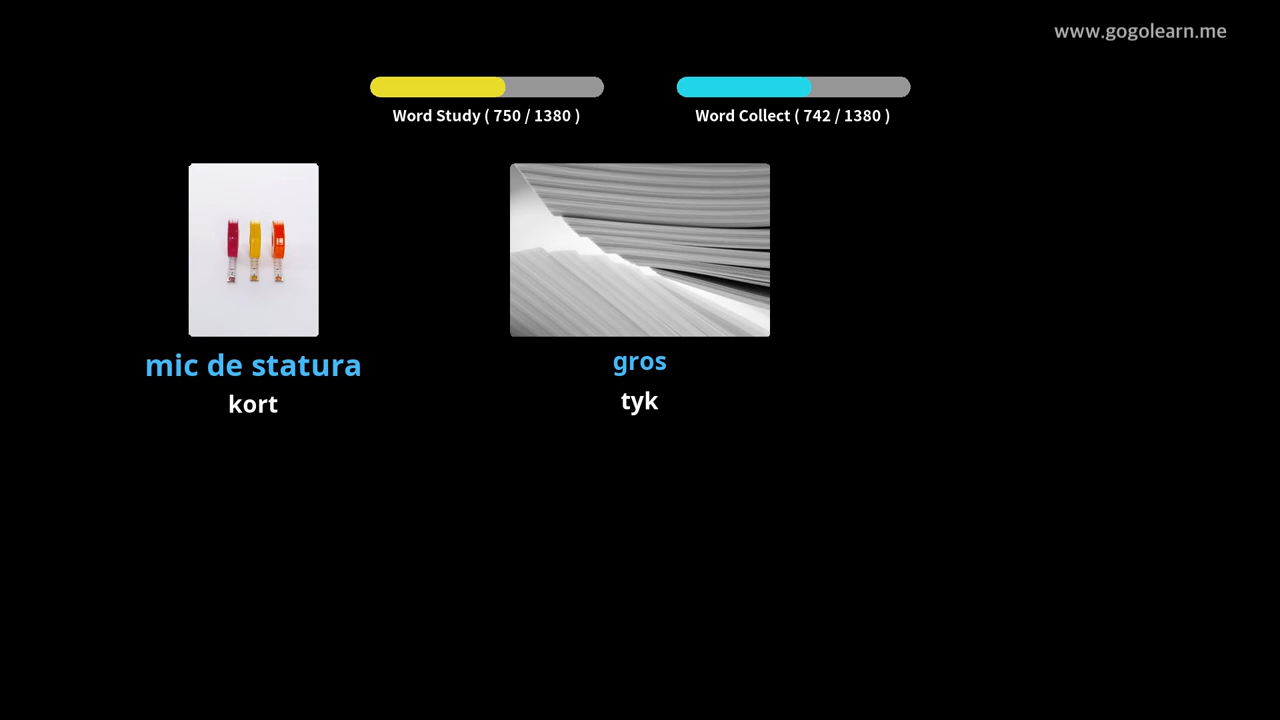 www.gogolearn.me
Word Study ( 750 / 1380 )
Word Collect ( 742 / 1380 )
mic de statura
kort
gros
tyk